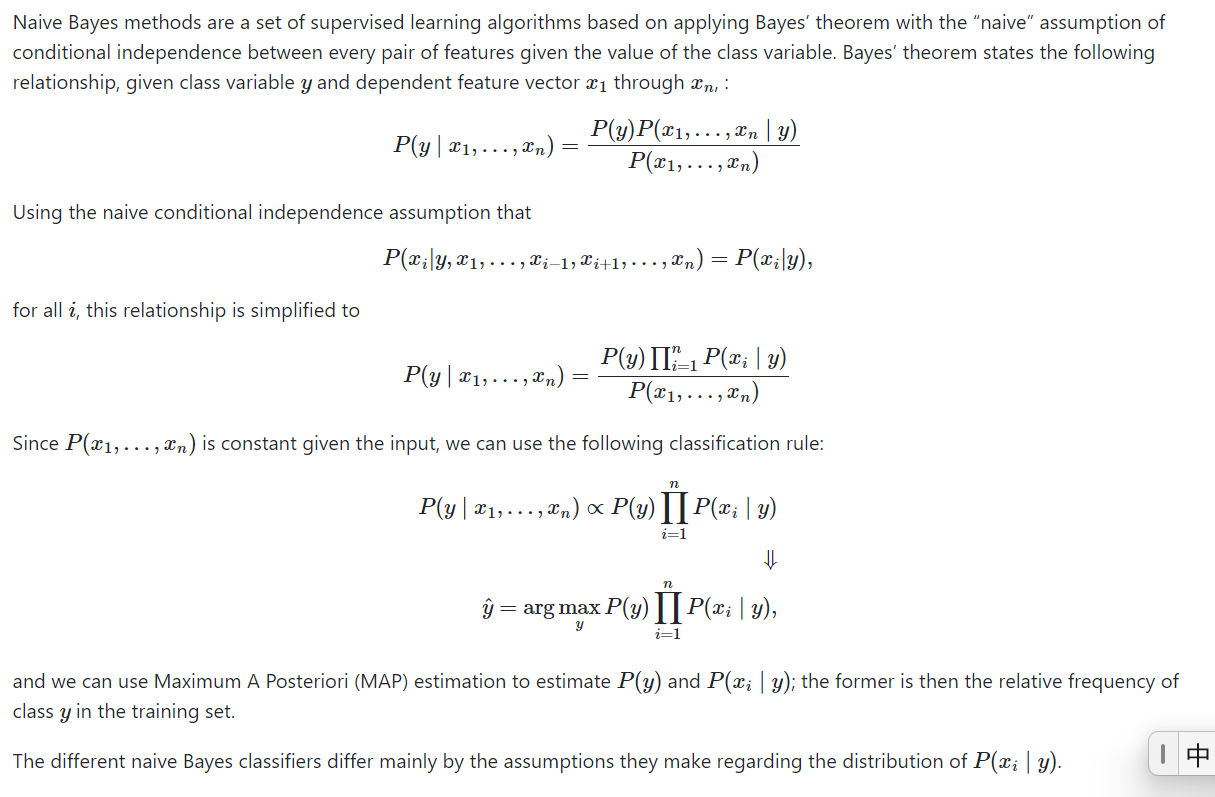 Naive Bayes methods are a set of supervised learning algorithms based on applying Bayes’ theorem with the “naive” assumption of
conditional independence between every pair of features given the value of the class variable. Bayes’ theorem states the following
relationship, given class variable y and dependent feature vector x₁ through xₙ, :
P(y | x₁, . . . , xₙ) = P(y)P(x₁, . . . , xₙ | y) / P(x₁, . . . , xₙ)
Using the naive conditional independence assumption that
P(xᵢ|y, x₁, . . . , xᵢ₋₁, xᵢ₊₁, . . . , xₙ) = P(xᵢ|y),
for all i, this relationship is simplified to
P(y | x₁, . . . , xₙ) = P(y) ∏ⁿᵢ₌₁ P(xᵢ | y) / P(x₁, . . . , xₙ)
Since P(x₁, . . . , xₙ) is constant given the input, we can use the following classification rule:
P(y | x₁, . . . , xₙ) ∝ P(y) ∏ⁿᵢ₌₁ P(xᵢ | y)
⇓
ŷ = arg max_y P(y) ∏ⁿᵢ₌₁ P(xᵢ | y),
and we can use Maximum A Posteriori (MAP) estimation to estimate P(y) and P(xᵢ | y); the former is then the relative frequency of
class y in the training set.
The different naive Bayes classifiers differ mainly by the assumptions they make regarding the distribution of P(xᵢ | y).
中